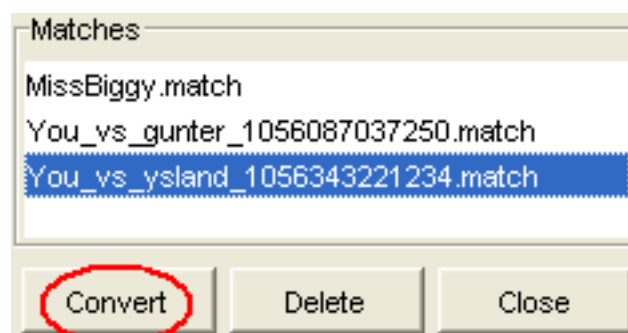 Matches
MissBiggy.match
You_vs_gunter_1056087037250.match
You_vs_ysland_1056343221234.match
Convert Delete Close